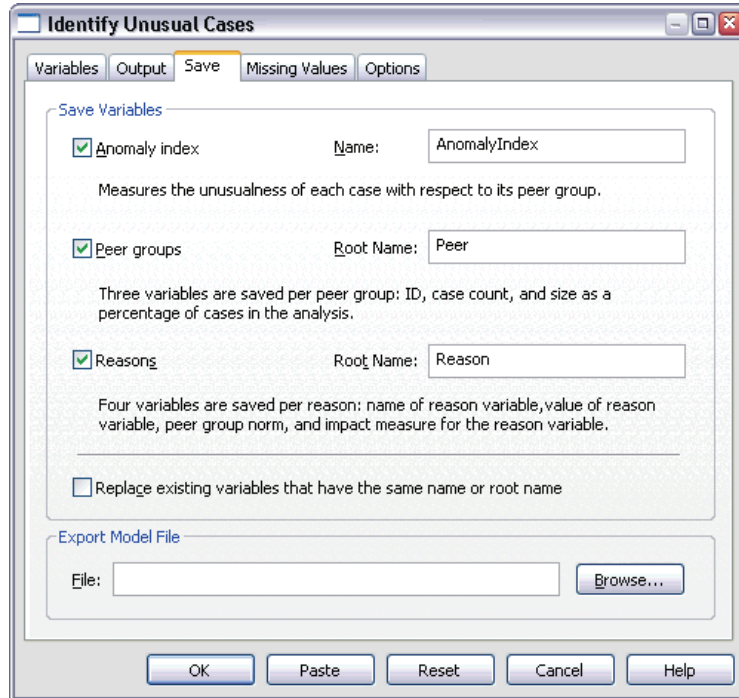 Identify Unusual Cases
Variables Output Save Missing Values Options
Save Variables
Anomaly index Name: AnomalyIndex
Measures the unusualness of each case with respect to its peer group.
Peer groups Root Name: Peer
Three variables are saved per peer group: ID, case count, and size as a
percentage of cases in the analysis.
Reasons Root Name: Reason
Four variables are saved per reason: name of reason variable,value of reason
variable, peer group norm, and impact measure for the reason variable.
Replace existing variables that have the same name or root name
Export Model File
File: Browse...
OK Paste Reset Cancel Help